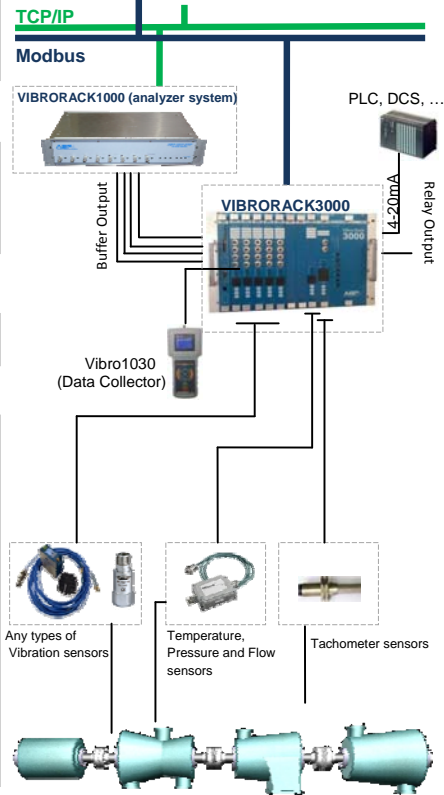 TCP/IP
Modbus
VIBRORACK1000 (analyzer system)
PLC, DCS, …
Buffer Output
VIBRORACK3000
4-20mA
Relay Output
3000
Vibro1030
(Data Collector)
Any types of
Vibration sensors
Temperature,
Pressure and Flow
sensors
Tachometer sensors